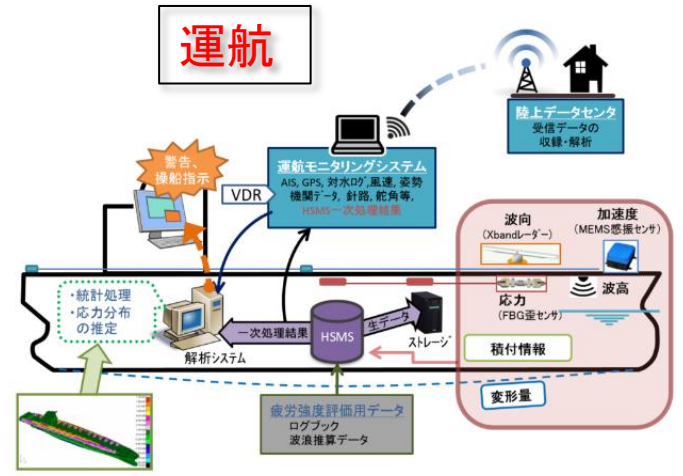 運航
陸上データセンタ
受信データの
収録・解析
警告、
操船指示
VDR
運航モニタリングシステム
AIS, GPS, 対水ログ,風速, 姿勢
機関データ, 針路, 舵角等,
HSMS一次処理結果
波向
(Xbandレーダー)
加速度
(MEMS感振センサ)
応力
(FBG歪センサ)
波高
・統計処理
・応力分布
の推定
解析システム
一次処理結果
HSMS
生データ
ストレージ
積付情報
変形量
疲労強度評価用データ
ログブック
波浪推算データ